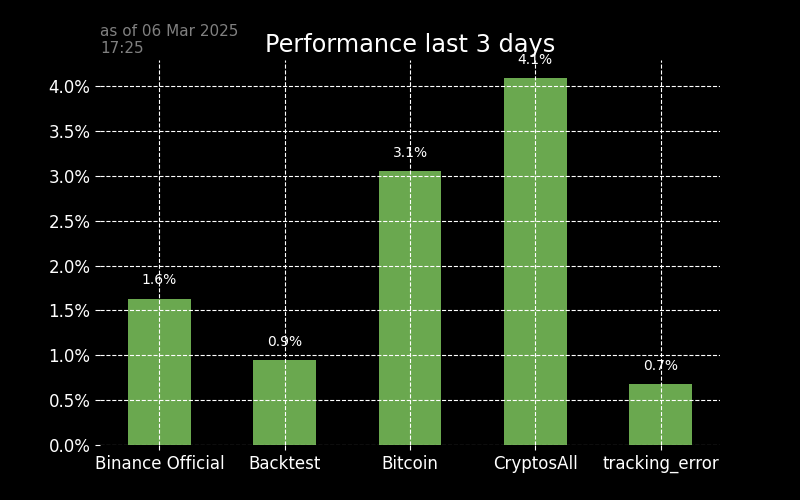 as of 06 Mar 2025
17:25
Performance last 3 days
4.0%
3.5%
3.0%
2.5%
2.0%
1.5%
1.0%
0.5%
0.0%
1.6%
0.9%
3.1%
4.1%
0.7%
Binance Official
Backtest
Bitcoin
CryptosAll
tracking_error